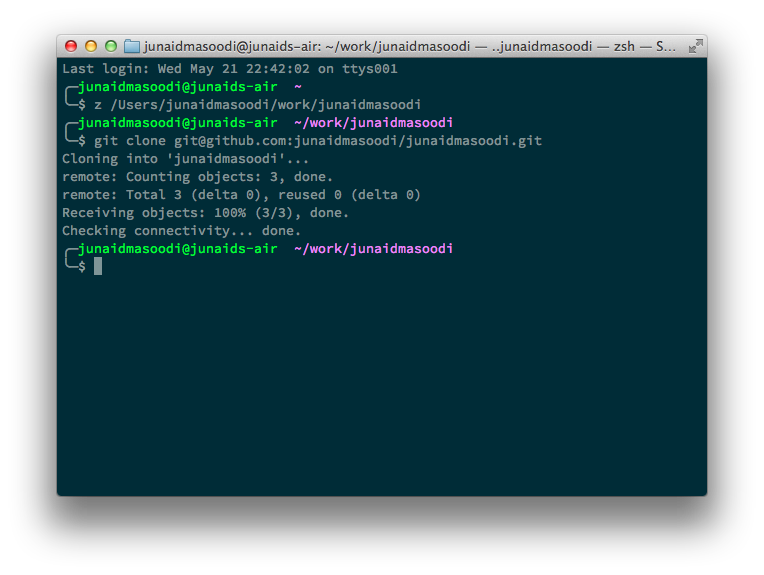 junaidmasoodi@junaids-air: ~/work/junaidmasoodi — ..junaidmasoodi — zsh — S...
Last login: Wed May 21 22:42:02 on ttys001
╭─junaidmasoodi@junaids-air  ~
╰─$ z /Users/junaidmasoodi/work/junaidmasoodi
╭─junaidmasoodi@junaids-air  ~/work/junaidmasoodi
╰─$ git clone git@github.com:junaidmasoodi/junaidmasoodi.git
Cloning into 'junaidmasoodi'...
remote: Counting objects: 3, done.
remote: Total 3 (delta 0), reused 0 (delta 0)
Receiving objects: 100% (3/3), done.
Checking connectivity... done.
╭─junaidmasoodi@junaids-air  ~/work/junaidmasoodi
╰─$